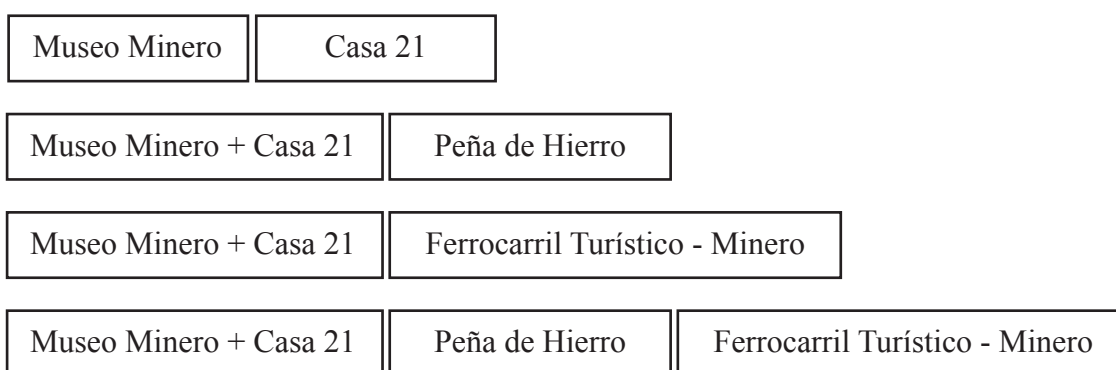 Museo Minero Casa 21
Museo Minero + Casa 21 Peña de Hierro
Museo Minero + Casa 21 Ferrocarril Turístico - Minero
Museo Minero + Casa 21 Peña de Hierro Ferrocarril Turístico - Minero